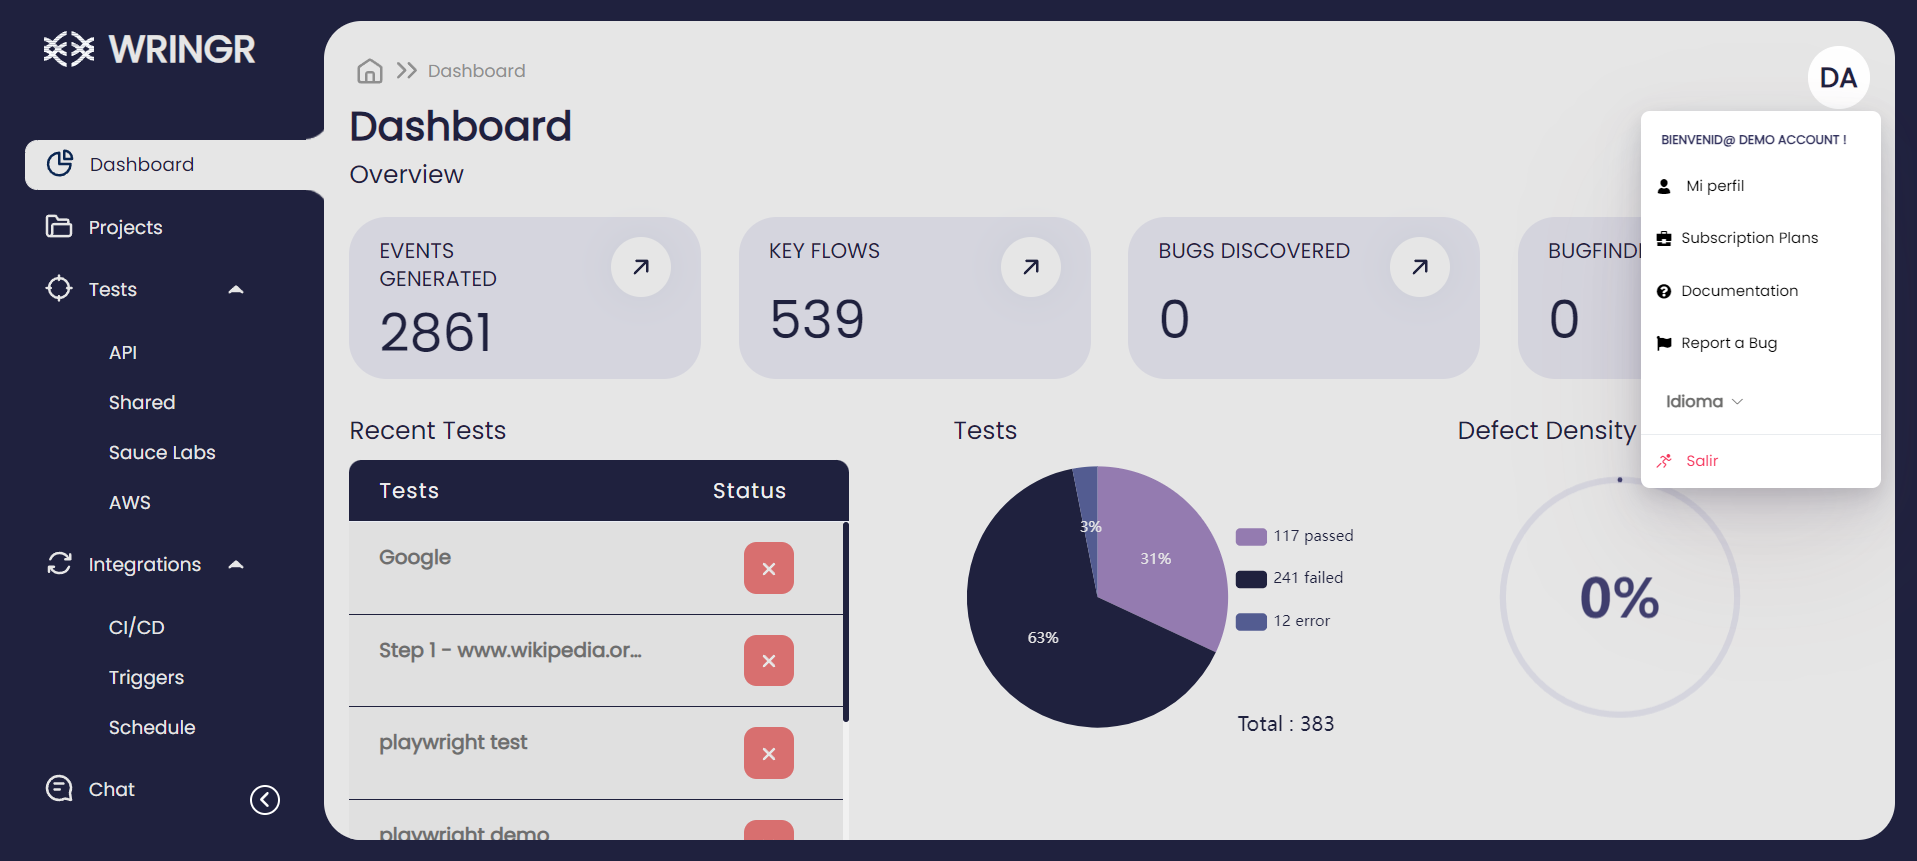 WRINGR
Dashboard
Projects
Tests
API
Shared
Sauce Labs
AWS
Integrations
CI/CD
Triggers
Schedule
Chat
Dashboard
Dashboard
Overview
EVENTS
GENERATED
2861
KEY FLOWS
539
BUGS DISCOVERED
0
BUGFIND
0
DA
BIENVENID@ DEMO ACCOUNT !
Mi perfil
Subscription Plans
Documentation
Report a Bug
Idioma
Salir
Recent Tests
Tests Status
Google
Step 1 - www.wikipedia.or...
playwright test
playwright demo
Tests
3%
31%
63%
117 passed
241 failed
12 error
Total : 383
Defect Density
0%